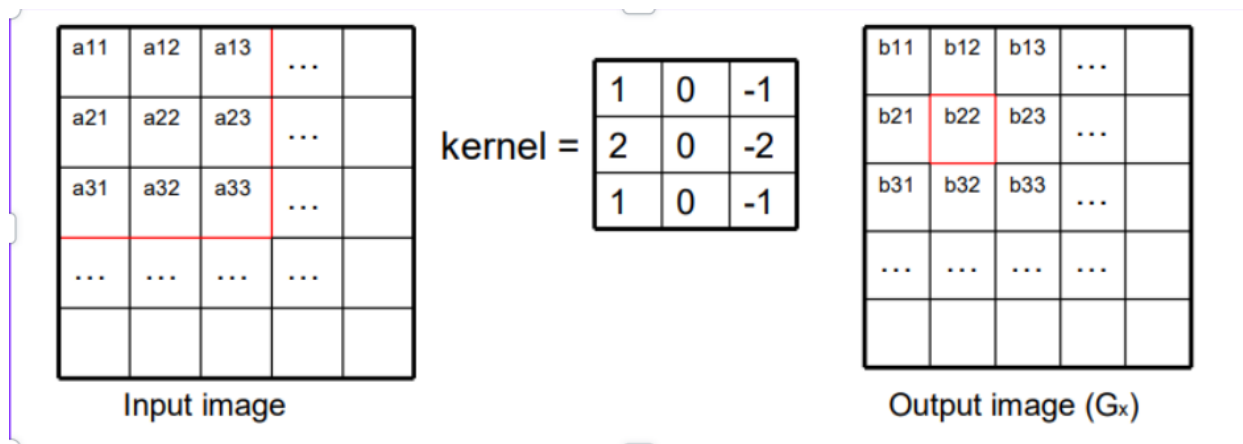 a11 a12 a13 ...
a21 a22 a23 ...
a31 a32 a33 ...
... ... ... ...
Input image
kernel =
1 0 -1
2 0 -2
1 0 -1
b11 b12 b13 ...
b21 b22 b23 ...
b31 b32 b33 ...
... ... ... ...
Output image (Gx)